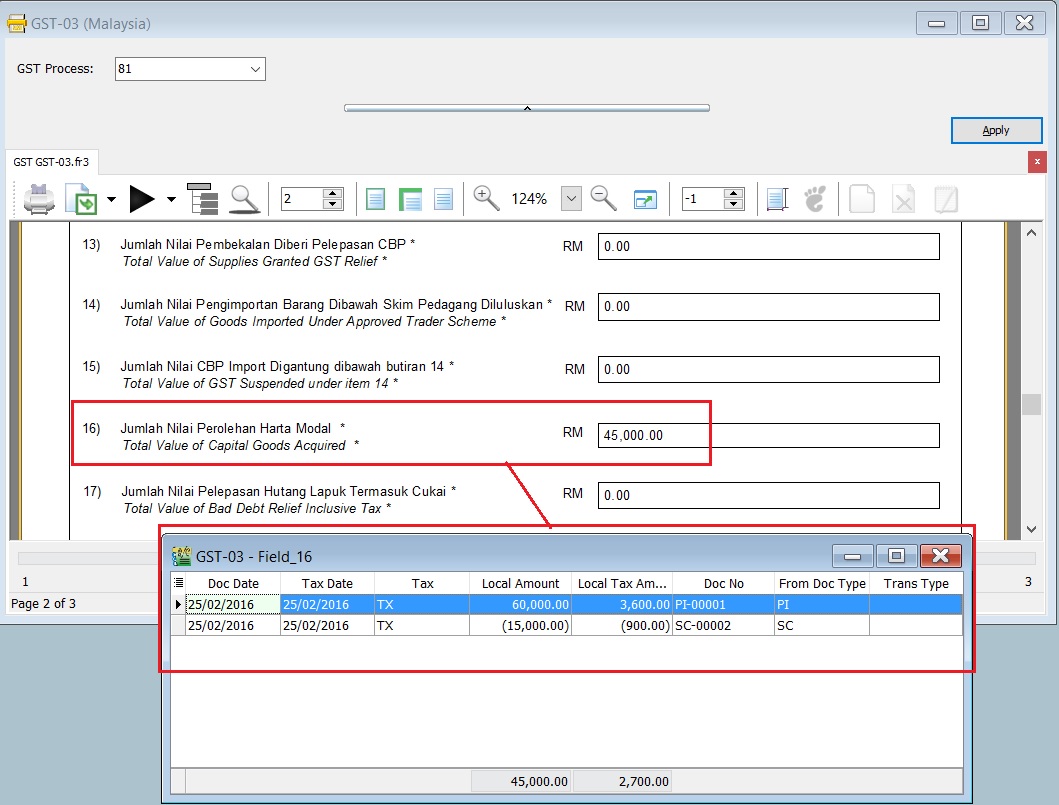 GST-03 (Malaysia)
GST Process: 81
Apply
GST GST-03.fr3 x
2 124% -1
13) Jumlah Nilai Pembekalan Diberi Pelepasan CBP * RM 0.00
Total Value of Supplies Granted GST Relief *
14) Jumlah Nilai Pengimportan Barang Dibawah Skim Pedagang Diluluskan * RM 0.00
Total Value of Goods Imported Under Approved Trader Scheme *
15) Jumlah Nilai CBP Import Digantung dibawah butiran 14 * RM 0.00
Total Value of GST Suspended under item 14 *
16) Jumlah Nilai Perolehan Harta Modal * RM 45,000.00
Total Value of Capital Goods Acquired *
17) Jumlah Nilai Pelepasan Hutang Lapuk Termasuk Cukai * RM 0.00
Total Value of Bad Debt Relief Inclusive Tax *
1 3
Page 2 of 3
GST-03 - Field_16
Doc Date Tax Date Tax Local Amount Local Tax Am... Doc No From Doc Type Trans Type
25/02/2016 25/02/2016 TX 60,000.00 3,600.00 PI-00001 PI
25/02/2016 25/02/2016 TX (15,000.00) (900.00) SC-00002 SC
45,000.00 2,700.00